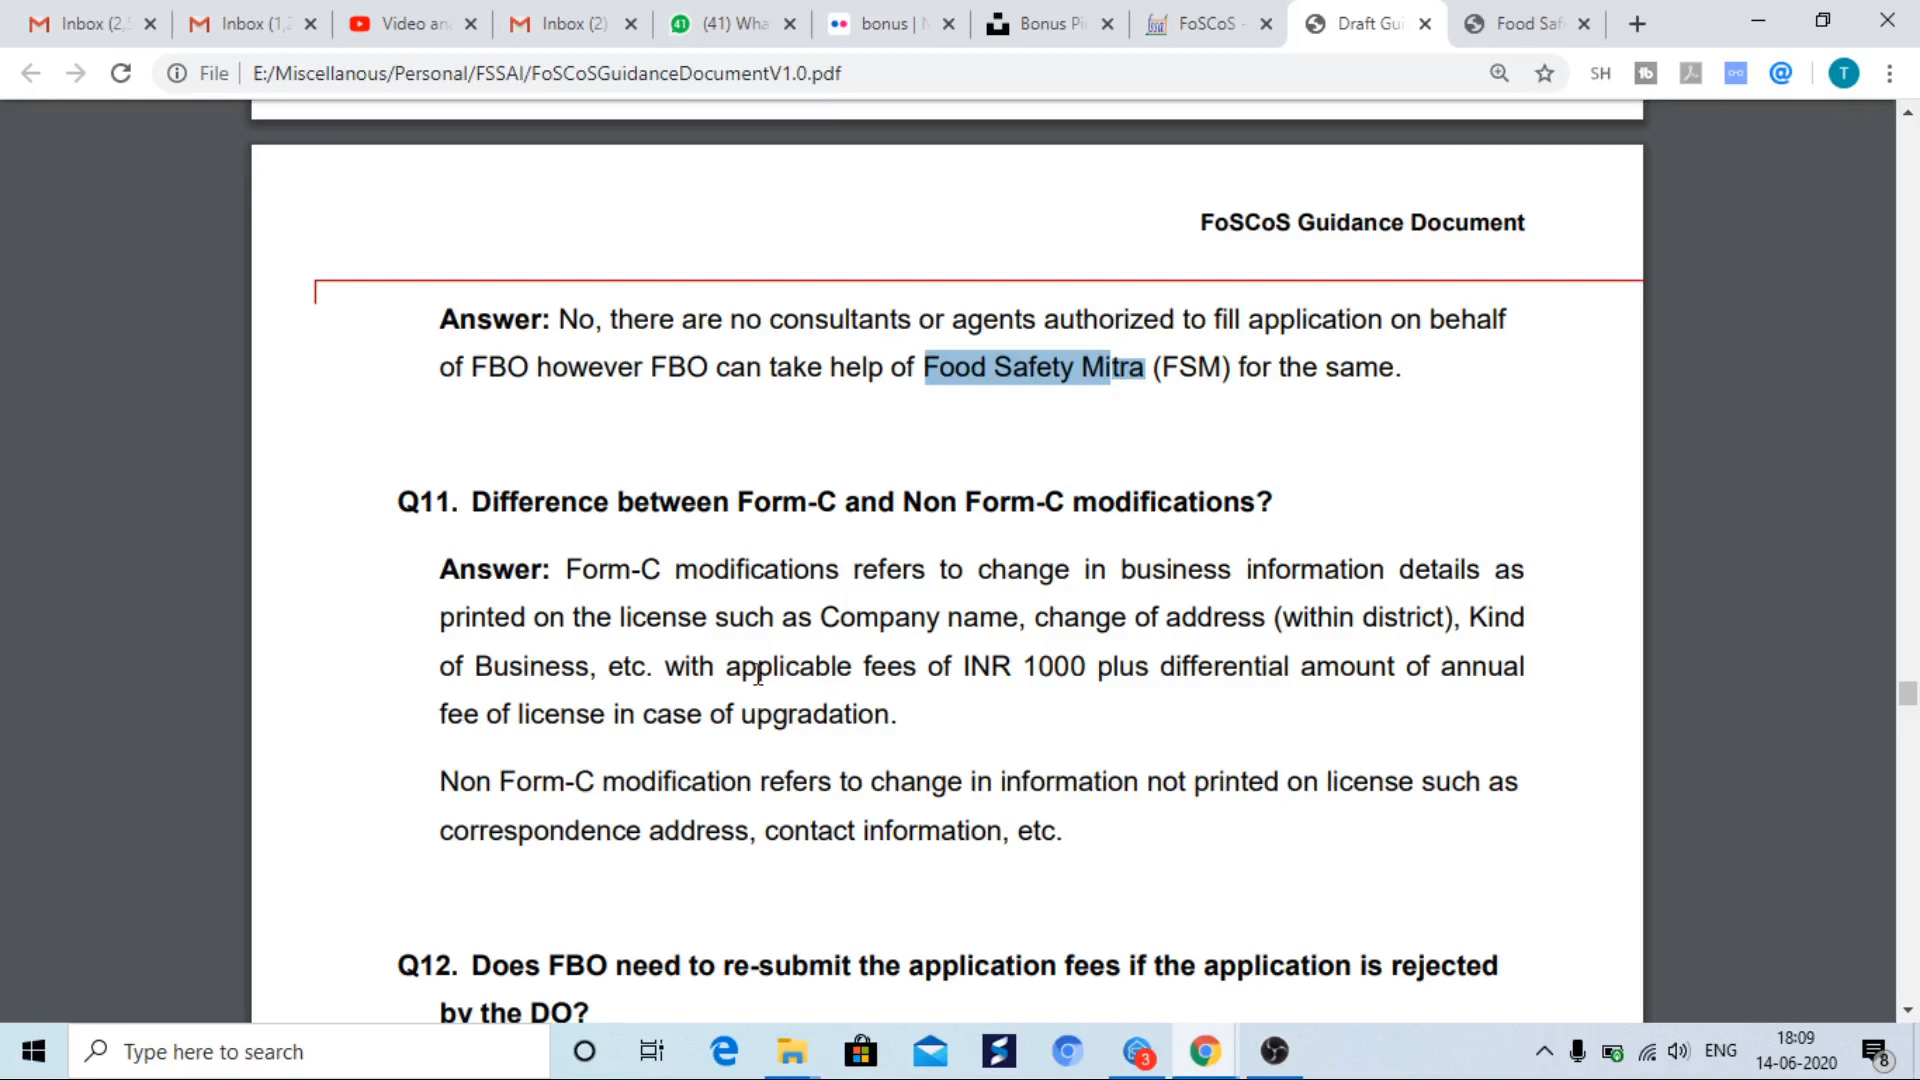 Inbox (2,
Inbox (1,
Video an
Inbox (2)
(41) Wha
bonus |
Bonus Pi
FoSCoS -
Draft Gui
Food Saf
File
E:/Miscellanous/Personal/FSSAI/FoSCoSGuidanceDocumentV1.0.pdf
SH
T
FoSCoS Guidance Document
Answer: No, there are no consultants or agents authorized to fill application on behalf
of FBO however FBO can take help of Food Safety Mitra (FSM) for the same.
Q11. Difference between Form-C and Non Form-C modifications?
Answer: Form-C modifications refers to change in business information details as
printed on the license such as Company name, change of address (within district), Kind
of Business, etc. with applicable fees of INR 1000 plus differential amount of annual
fee of license in case of upgradation.
Non Form-C modification refers to change in information not printed on license such as
correspondence address, contact information, etc.
Q12. Does FBO need to re-submit the application fees if the application is rejected
by the DO?
Type here to search
3
ENG
18:09
14-06-2020
8